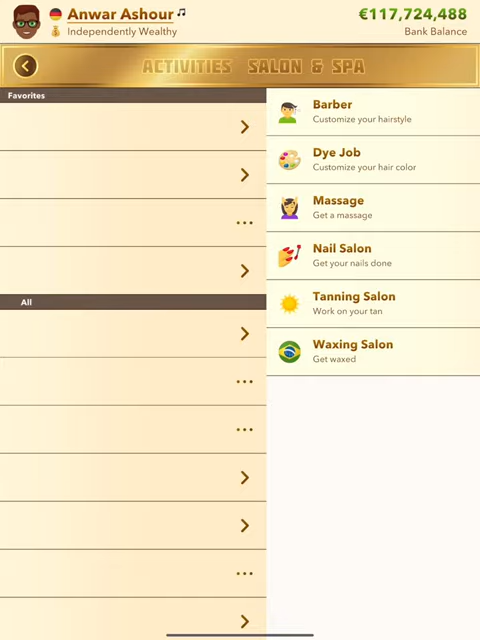 Anwar Ashour
Independently Wealthy
€117,724,488
Bank Balance
ACTIVITIES SALON & SPA
Favorites
All
Barber
Customize your hairstyle
Dye Job
Customize your hair color
Massage
Get a massage
Nail Salon
Get your nails done
Tanning Salon
Work on your tan
Waxing Salon
Get waxed